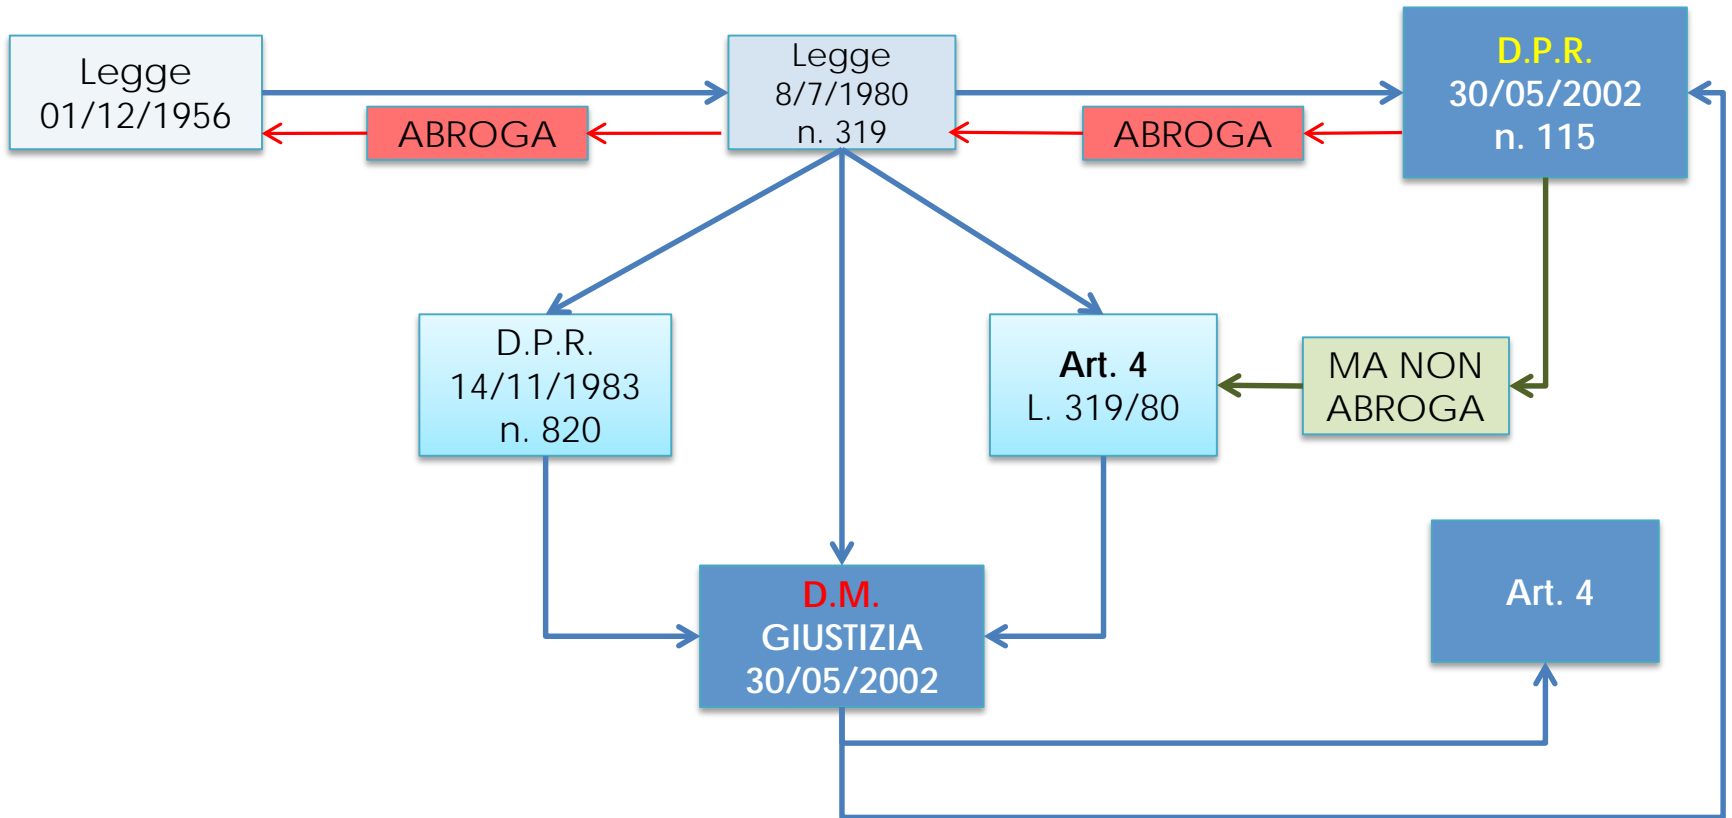 Legge
01/12/1956
ABROGA
Legge
8/7/1980
n. 319
ABROGA
D.P.R.
30/05/2002
n. 115
D.P.R.
14/11/1983
n. 820
Art. 4
L. 319/80
MA NON
ABROGA
D.M.
GIUSTIZIA
30/05/2002
Art. 4